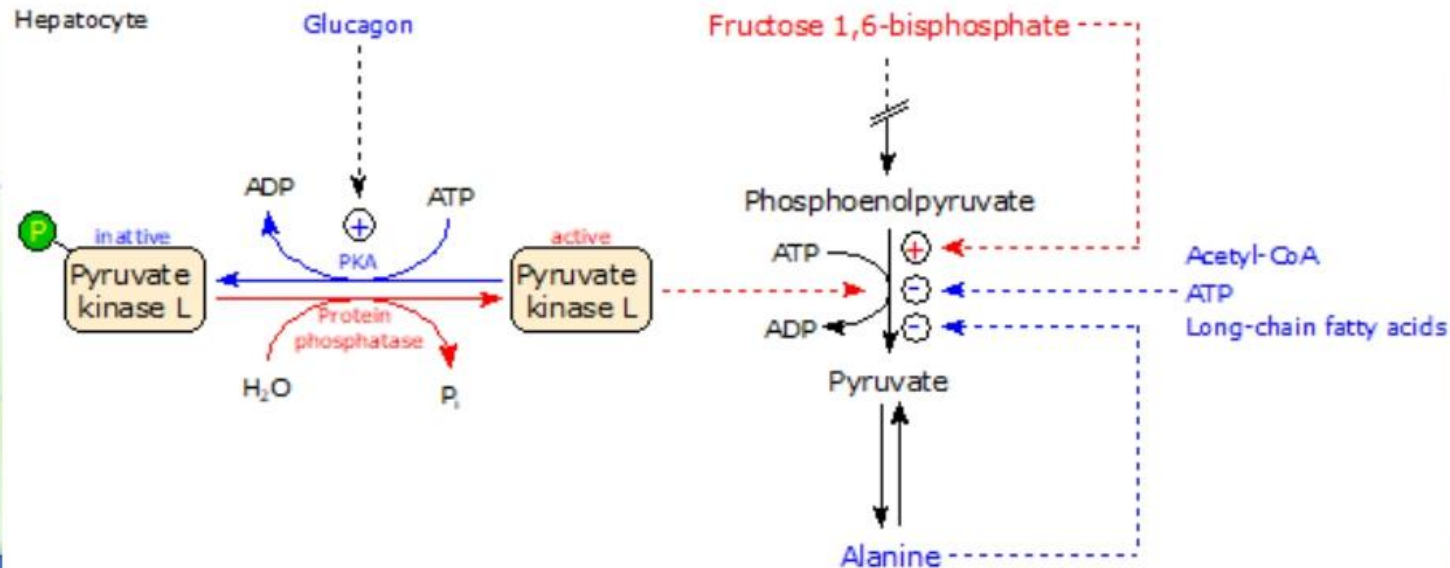 Hepatocyte
Glucagon
Fructose 1,6-bisphosphate
ADP
ATP
+
P
inattive
PKA
active
Pyruvate
kinase L
Pyruvate
kinase L
Protein
phosphatase
H₂O
Pᵢ
Phosphoenolpyruvate
ATP
+
-
ADP
-
Acetyl-CoA
ATP
Long-chain fatty acids
Pyruvate
Alanine